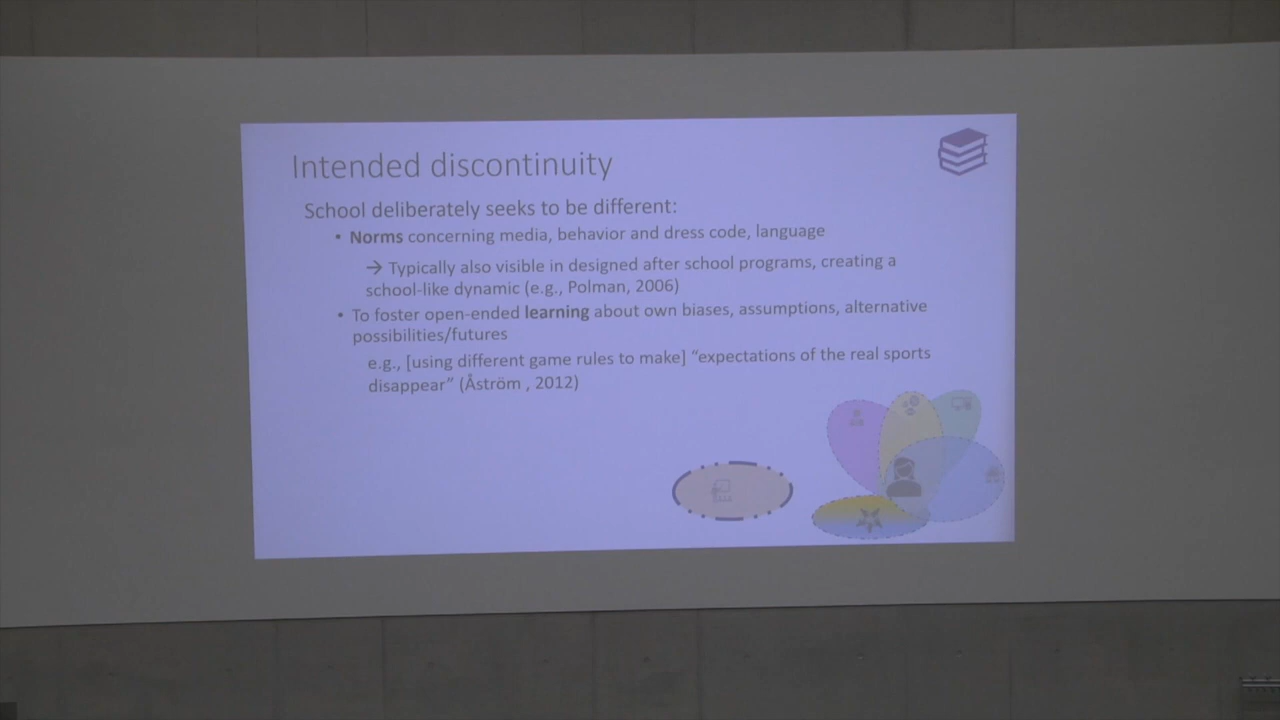 Intended discontinuity
School deliberately seeks to be different:
• Norms concerning media, behavior and dress code, language
→ Typically also visible in designed after school programs, creating a
school-like dynamic (e.g., Polman, 2006)
• To foster open-ended learning about own biases, assumptions, alternative
possibilities/futures
e.g., [using different game rules to make] “expectations of the real sports
disappear” (Åström , 2012)